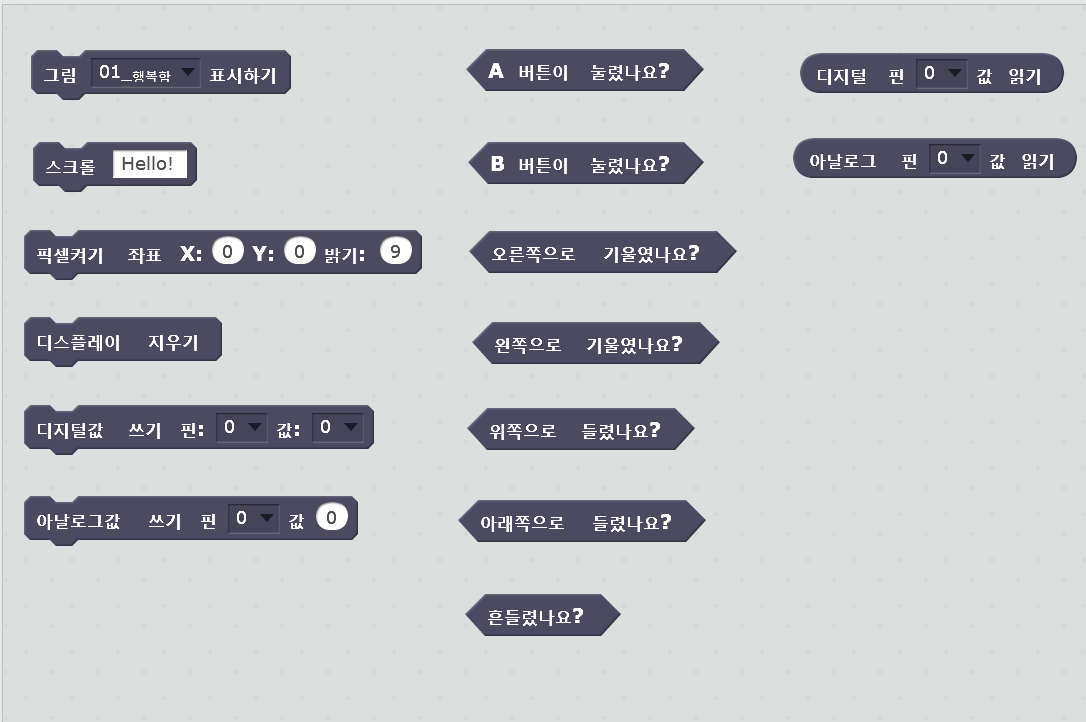 그림 01_행복함 표시하기
스크롤 Hello!
픽셀켜기 좌표 X: 0 Y: 0 밝기: 9
디스플레이 지우기
디지털값 쓰기 핀: 0 값: 0
아날로그값 쓰기 핀 0 값 0
A 버튼이 눌렸나요?
B 버튼이 눌렸나요?
오른쪽으로 기울였나요?
왼쪽으로 기울였나요?
위쪽으로 들렸나요?
아래쪽으로 들렸나요?
흔들렸나요?
디지털 핀 0 값 읽기
아날로그 핀 0 값 읽기